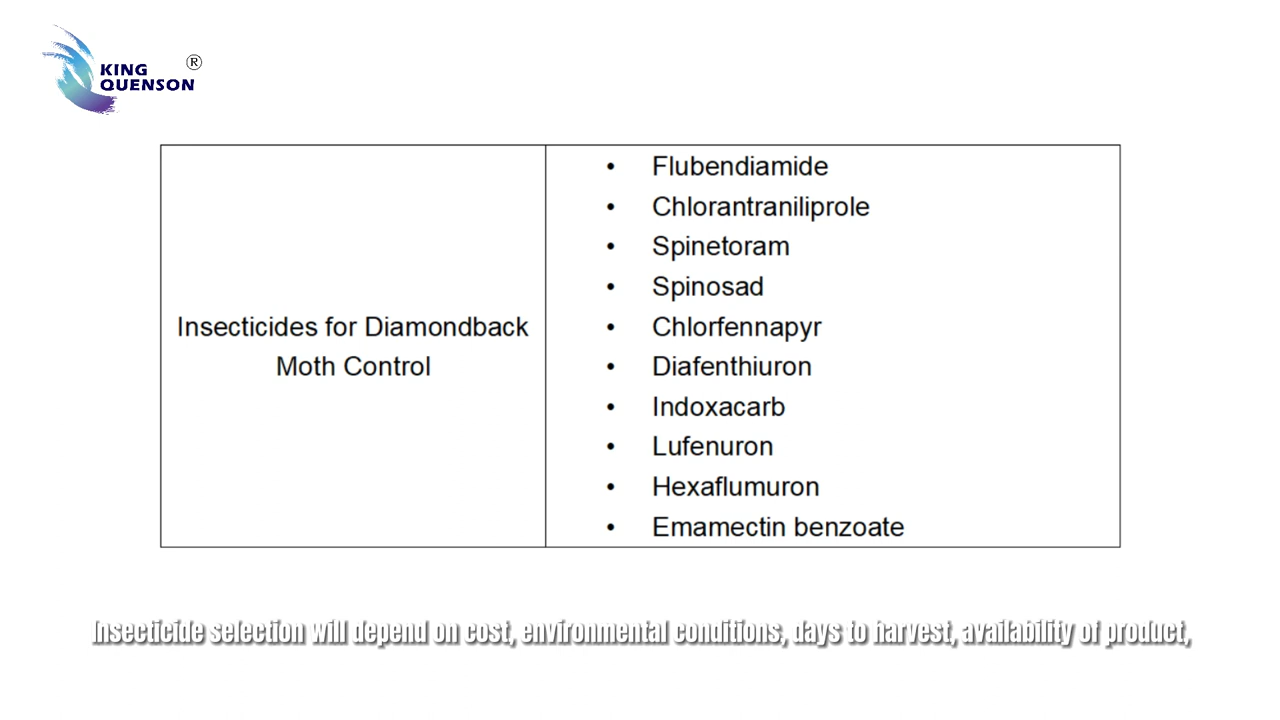 KING
QUENSON
®
Insecticides for Diamondback
Moth Control
• Flubendiamide
• Chlorantraniliprole
• Spinetoram
• Spinosad
• Chlorfennapyr
• Diafenthiuron
• Indoxacarb
• Lufenuron
• Hexaflumuron
• Emamectin benzoate
Insecticide selection will depend on cost, environmental conditions, days to harvest, availability of product,